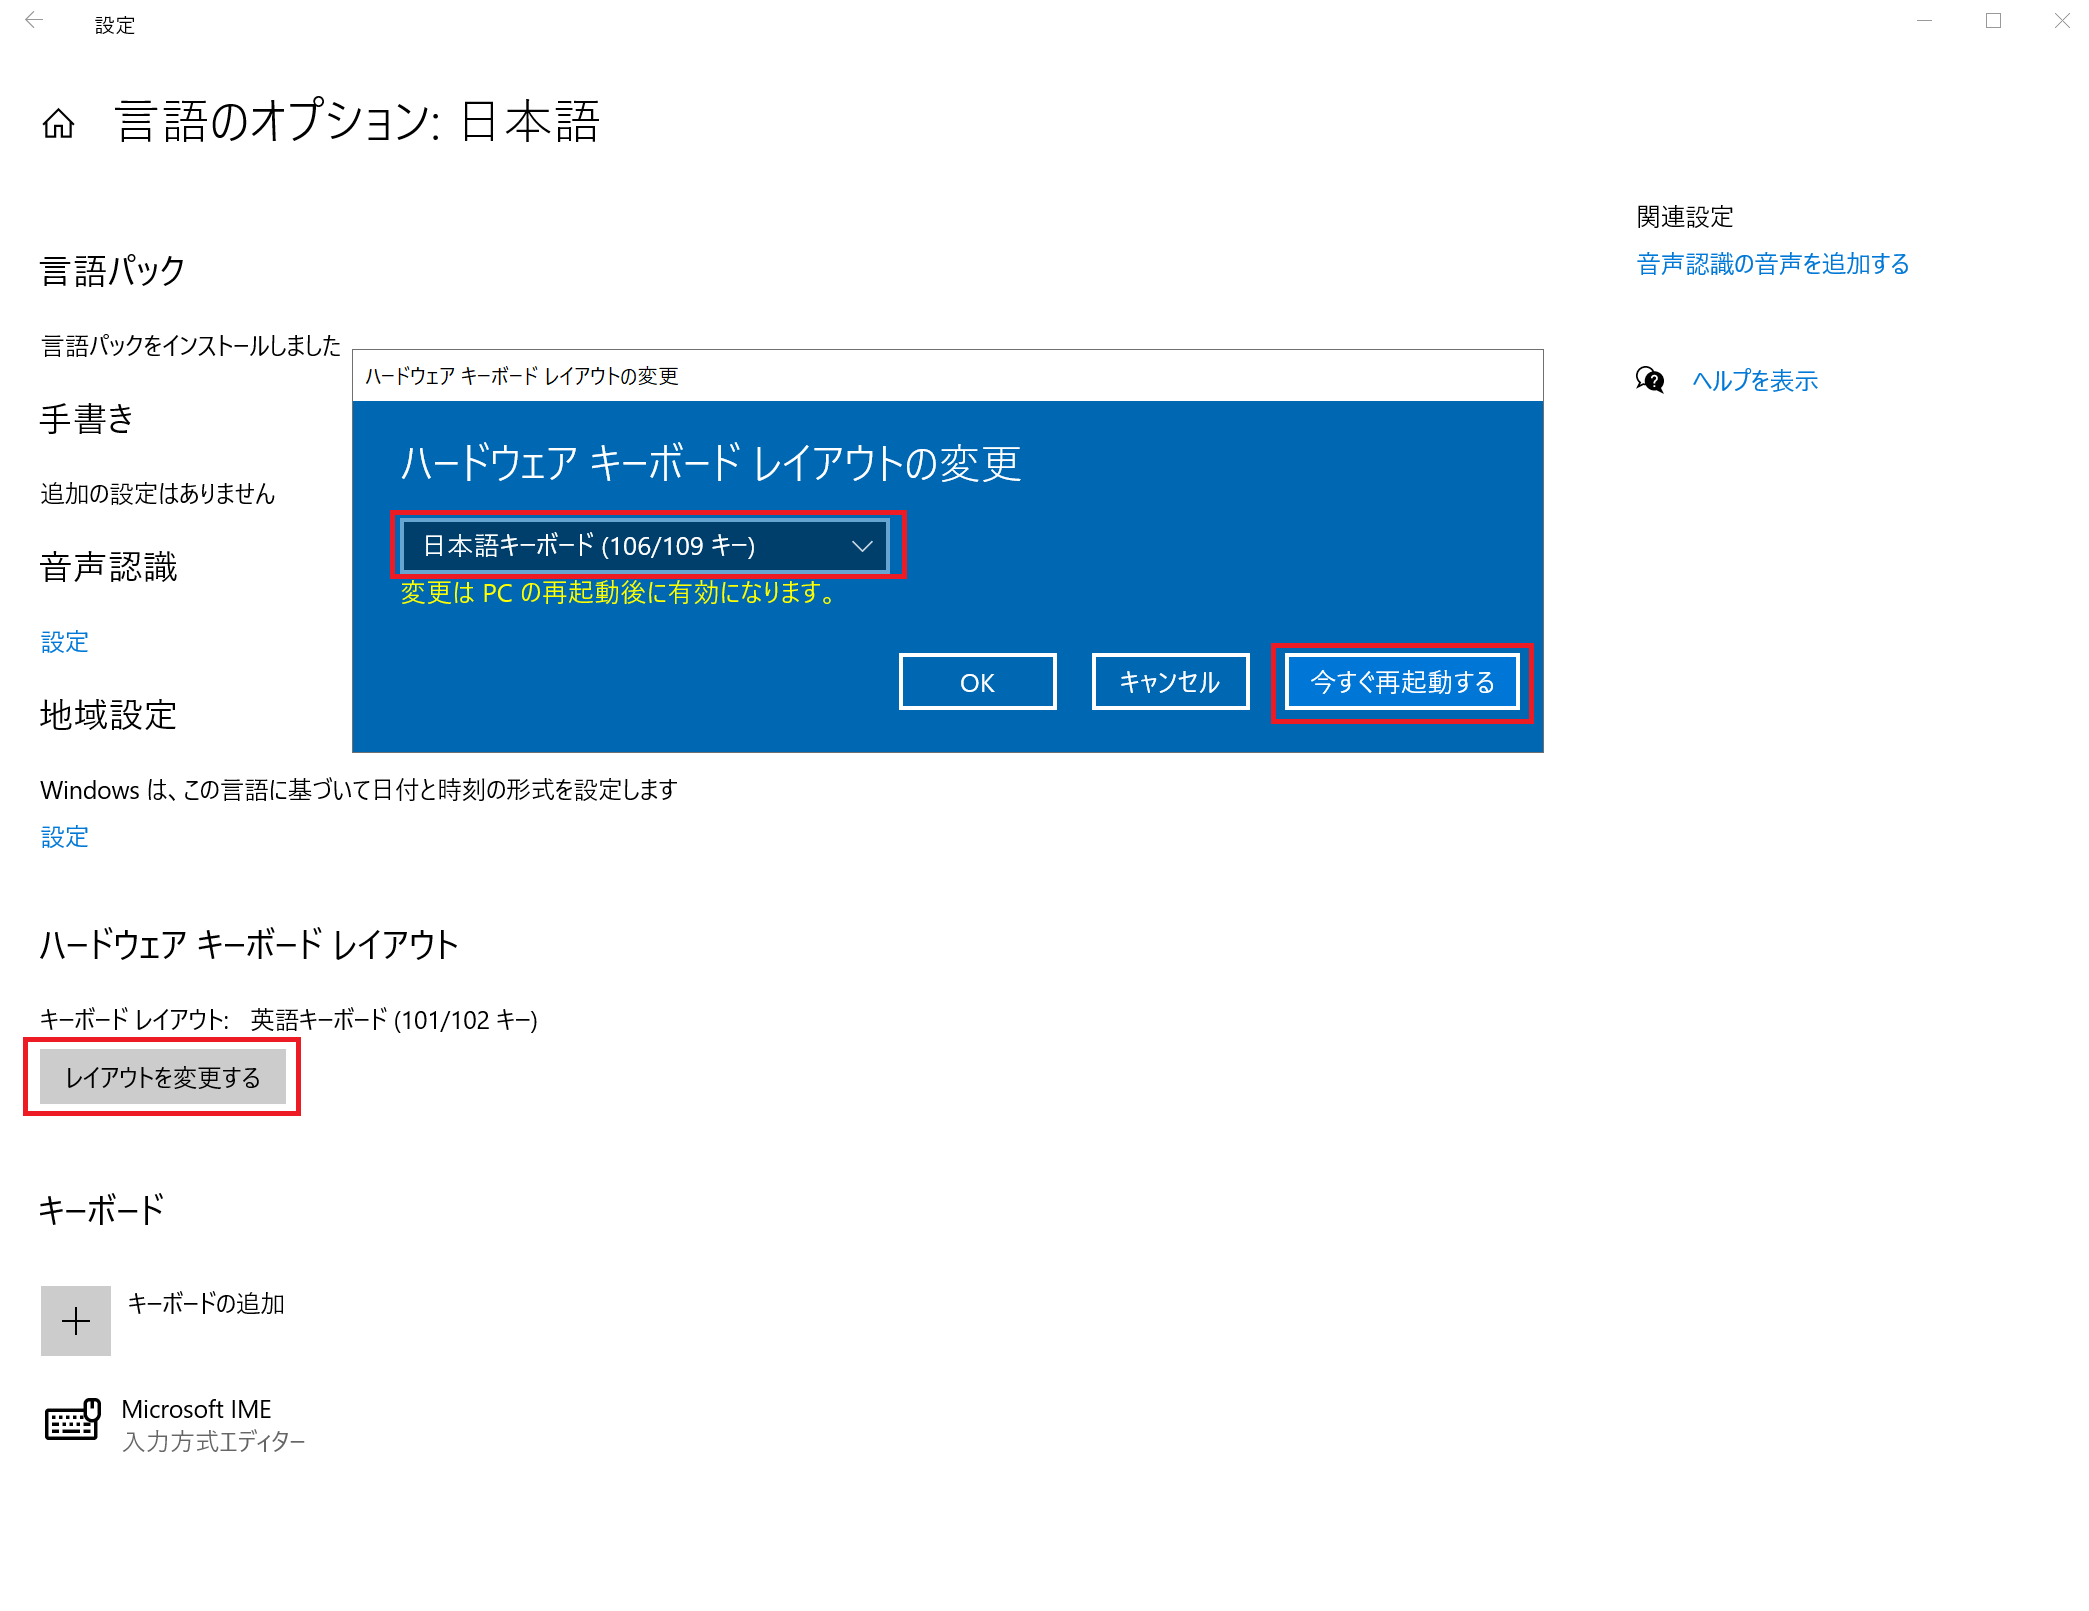 設定
言語のオプション: 日本語
言語パック
言語パックをインストールしました
手書き
追加の設定はありません
音声認識
設定
地域設定
Windows は、この言語に基づいて日付と時刻の形式を設定します
設定
ハードウェア キーボード レイアウト
キーボード レイアウト: 英語キーボード (101/102 キー)
レイアウトを変更する
キーボード
キーボードの追加
Microsoft IME
入力方式エディター
ハードウェア キーボード レイアウトの変更
ハードウェア キーボード レイアウトの変更
日本語キーボード (106/109 キー)
変更は PC の再起動後に有効になります。
OK
キャンセル
今すぐ再起動する
関連設定
音声認識の音声を追加する
ヘルプを表示